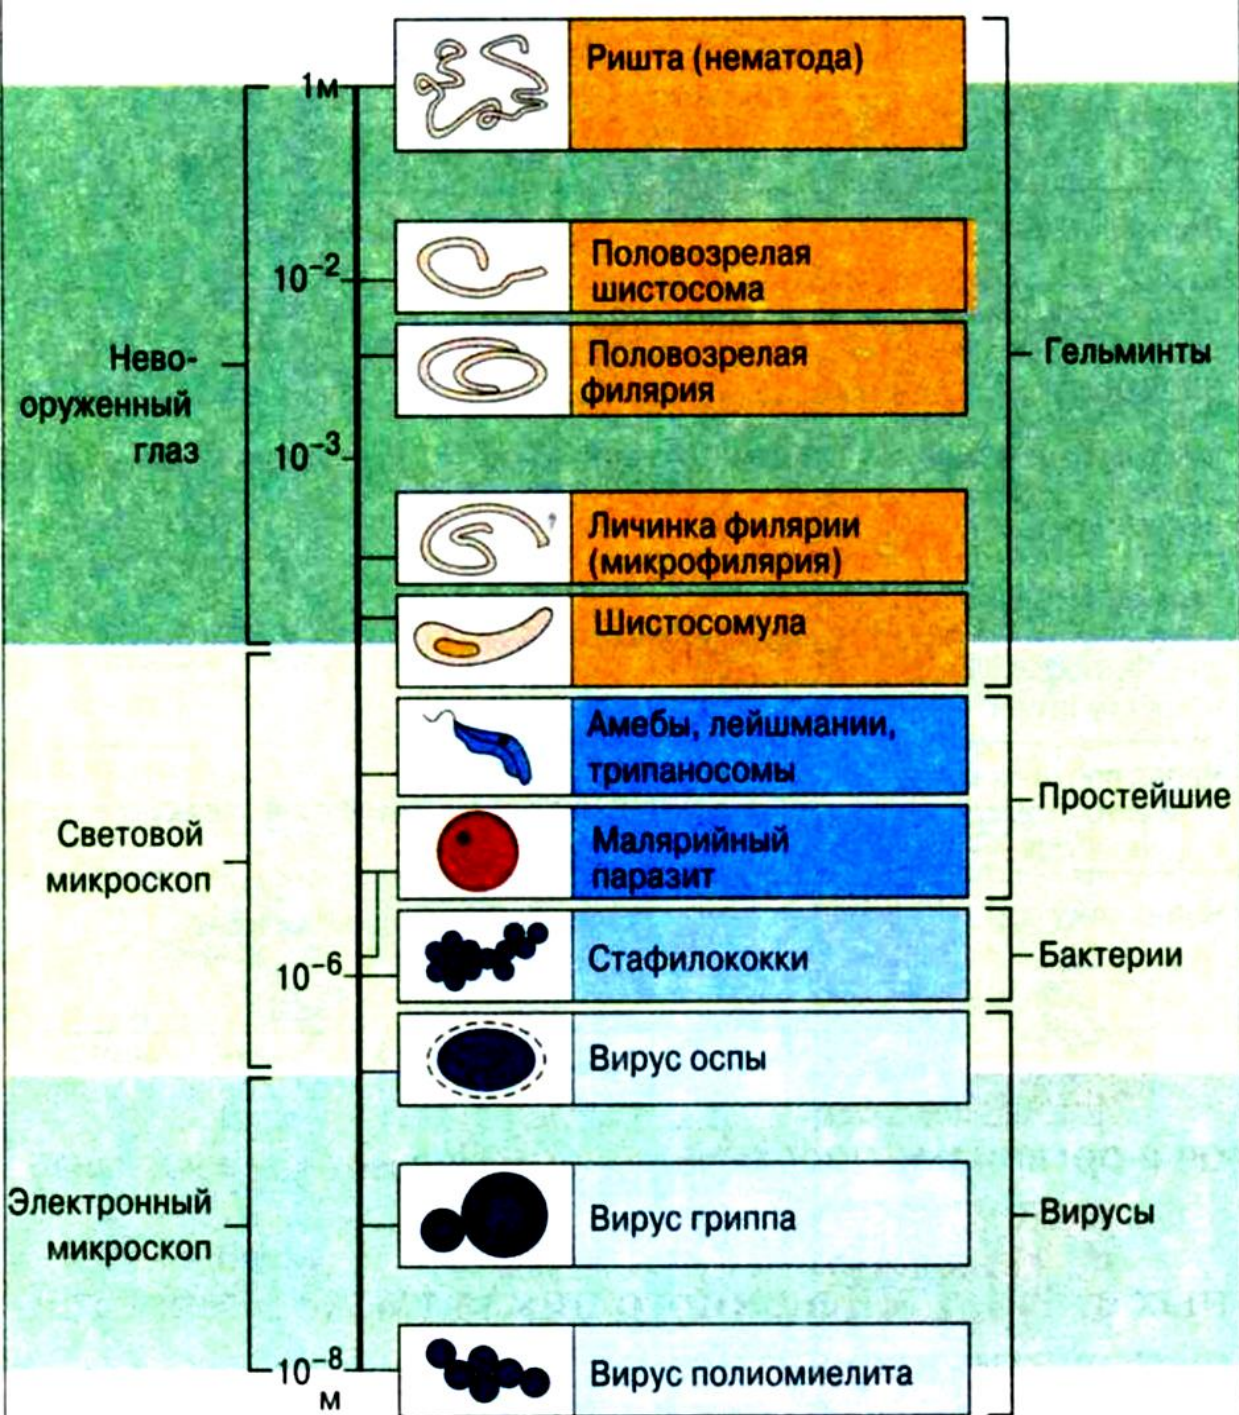 Ришта (нематода)
1м
Половозрелая
шистосома
10⁻²
Половозрелая
филярия
Гельминты
Нево-
оруженный
глаз
10⁻³
Личинка филярии
(микрофилярия)
Шистосомула
Амебы, лейшмании,
трипаносомы
Простейшие
Малярийный
паразит
Световой
микроскоп
Стафилококки
Бактерии
10⁻⁶
Вирус оспы
Электронный
микроскоп
Вирус гриппа
Вирусы
Вирус полиомиелита
10⁻⁸
м